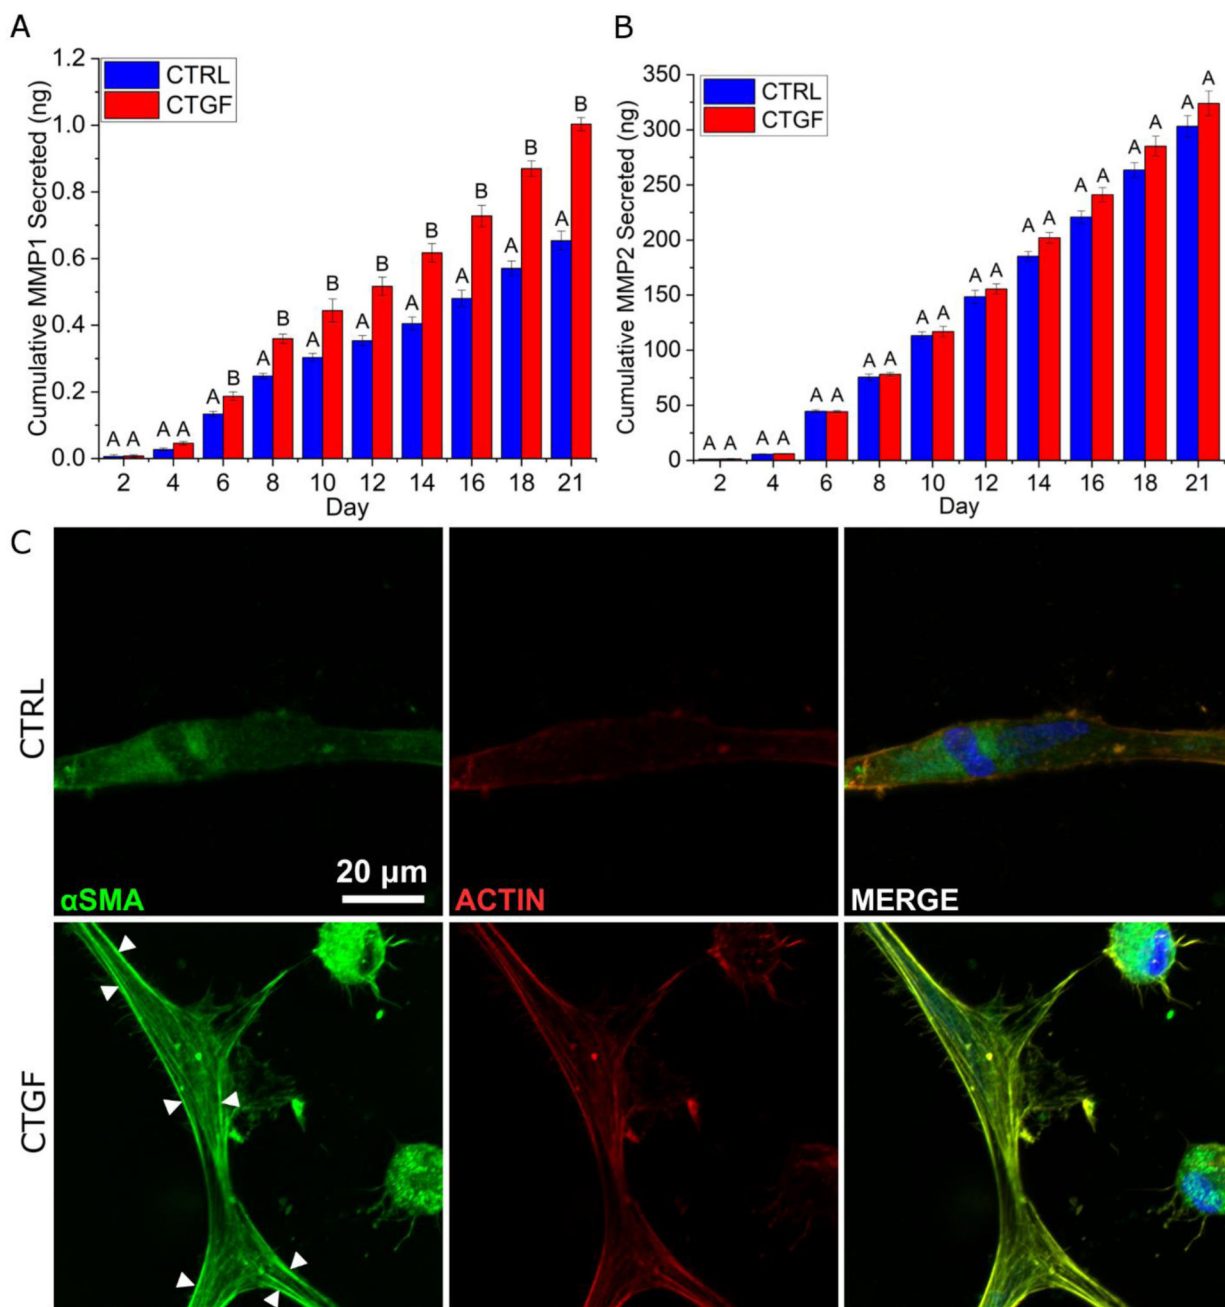 A
CTRL
CTGF
Cumulative MMP1 Secreted (ng)
1.2
1.0
0.8
0.6
0.4
0.2
0.0
A A
A A
A B
A B
A B
A B
A B
A B
A B
A B
2 4 6 8 10 12 14 16 18 21
Day
B
CTRL
CTGF
Cumulative MMP2 Secreted (ng)
350
300
250
200
150
100
50
0
A A
A A
A A
A A
A A
A A
A A
A A
A A
A A
2 4 6 8 10 12 14 16 18 21
Day
C
CTRL
20 µm
αSMA
ACTIN
MERGE
CTGF